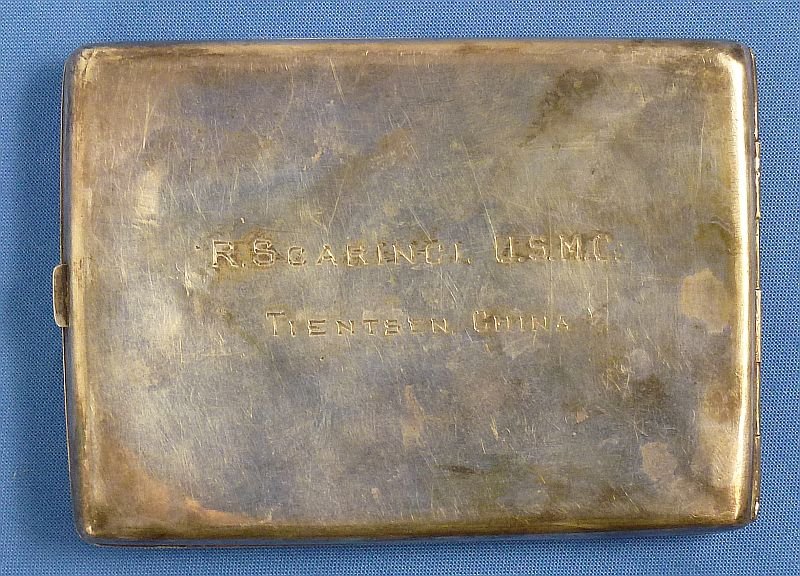 R. SCARINCI. U.S.M.C.
TIENTSEN, CHINA